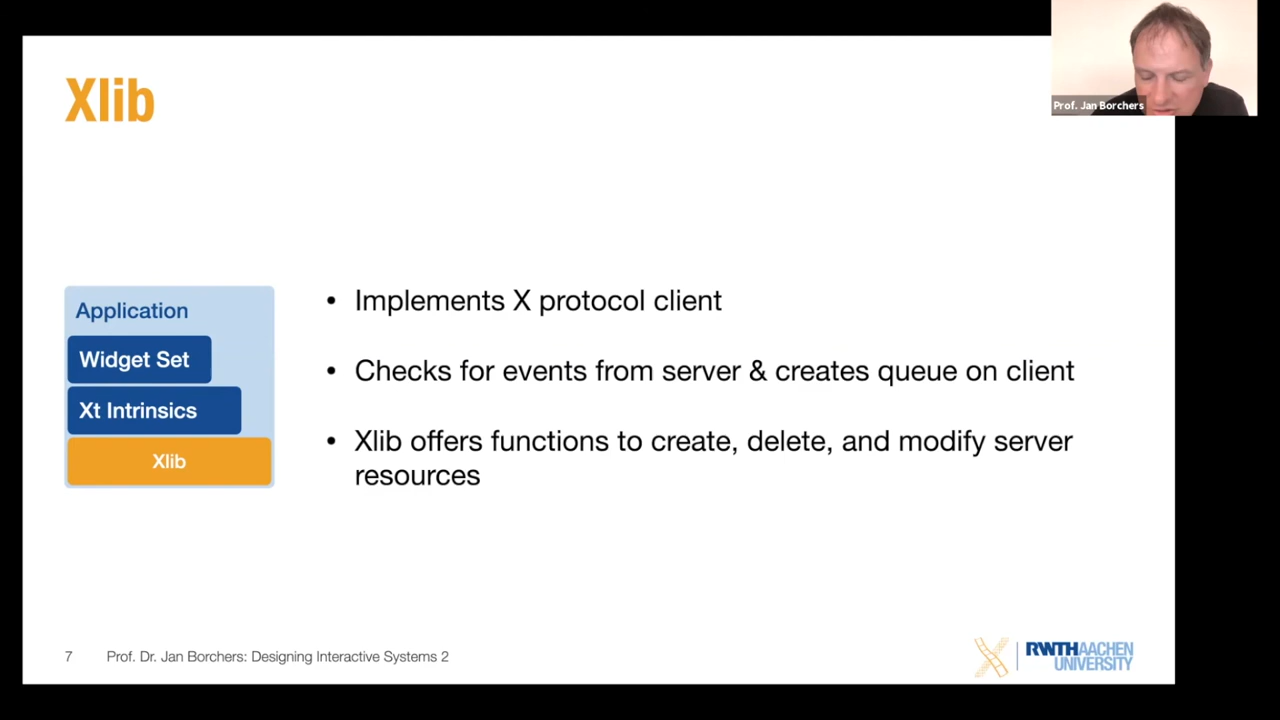 Xlib
Prof. Jan Borchers
Application
Widget Set
Xt Intrinsics
Xlib
• Implements X protocol client
• Checks for events from server & creates queue on client
• Xlib offers functions to create, delete, and modify server
resources
7 Prof. Dr. Jan Borchers: Designing Interactive Systems 2
RWTHAACHEN
UNIVERSITY